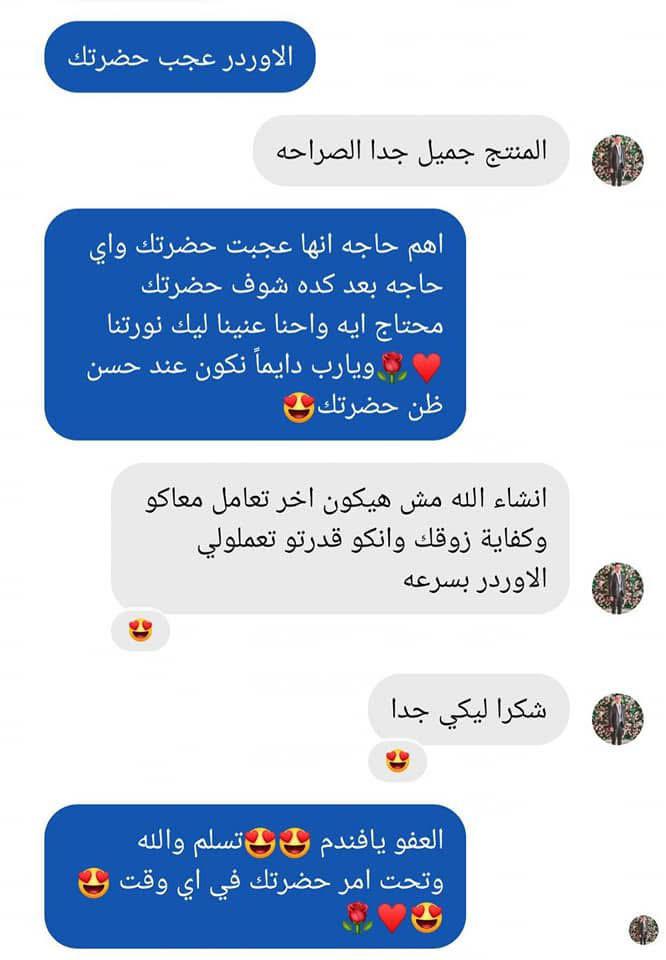 الاوردر عجب حضرتك
المنتج جميل جدا الصراحه
اهم حاجه انها عجبت حضرتك واي
حاجه بعد كده شوف حضرتك
محتاج ايه واحنا عنينا ليك نورتنا
❤️🌹ويارب دايماً نكون عند حسن
ظن حضرتك😍
انشاء الله مش هيكون اخر تعامل معاكو
وكفاية زوقك وانكو قدرتو تعملولي
الاوردر بسرعه
😍
شكرا ليكي جدا
😍
العفو يافندم 😍😍تسلم والله
وتحت امر حضرتك في اي وقت 😍
😍❤️🌹